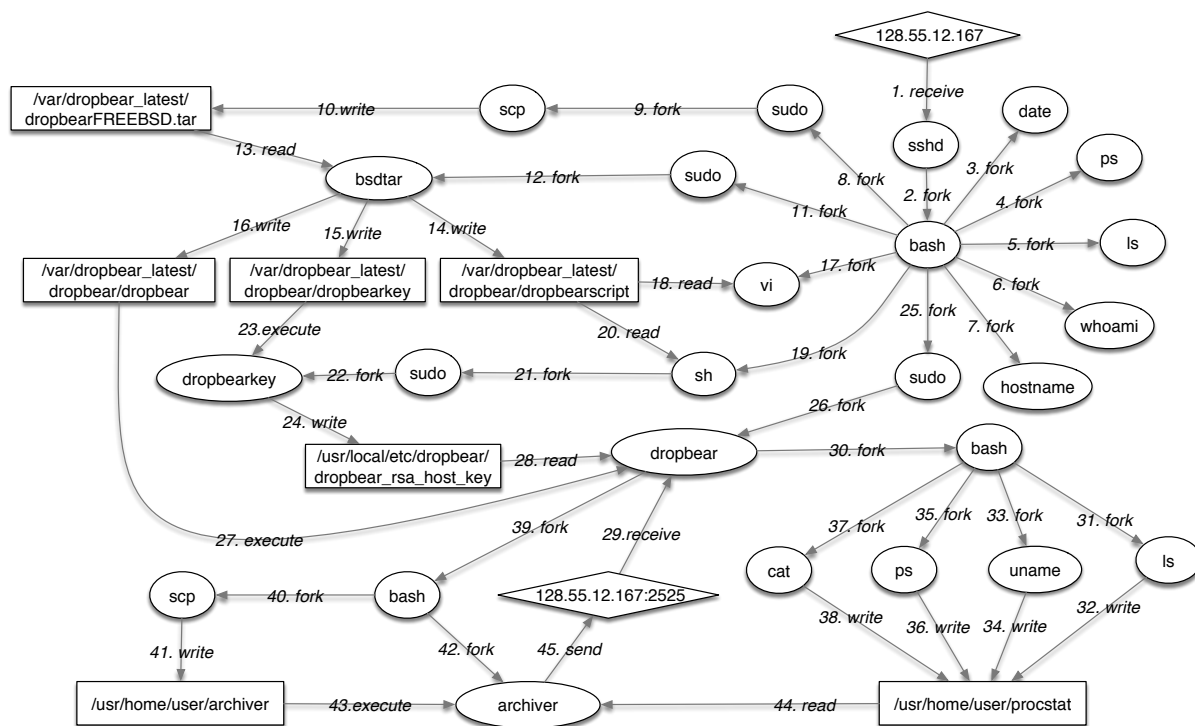 128.55.12.167
1. receive
/var/dropbear_latest/
dropbearFREEBSD.tar
10.write
scp
9. fork
sudo
date
3. fork
sshd
13. read
ps
bsdtar
12. fork
sudo
8. fork
2. fork
4. fork
11. fork
16.write
15.write
14.write
bash
5. fork
ls
/var/dropbear_latest/
dropbear/dropbear
/var/dropbear_latest/
dropbear/dropbearkey
/var/dropbear_latest/
dropbear/dropbearscript
18. read
vi
17. fork
6. fork
25. fork
7. fork
whoami
23.execute
20. read
19. fork
dropbearkey
22. fork
sudo
21. fork
sh
sudo
hostname
24. write
26. fork
/usr/local/etc/dropbear/
dropbear_rsa_host_key
28. read
dropbear
30. fork
bash
27. execute
39. fork
29.receive
37. fork
35. fork
33. fork
31. fork
scp
40. fork
bash
128.55.12.167:2525
cat
ps
uname
ls
41. write
42. fork
45. send
38. write
36. write
34. write
32. write
/usr/home/user/archiver
43.execute
archiver
44. read
/usr/home/user/procstat